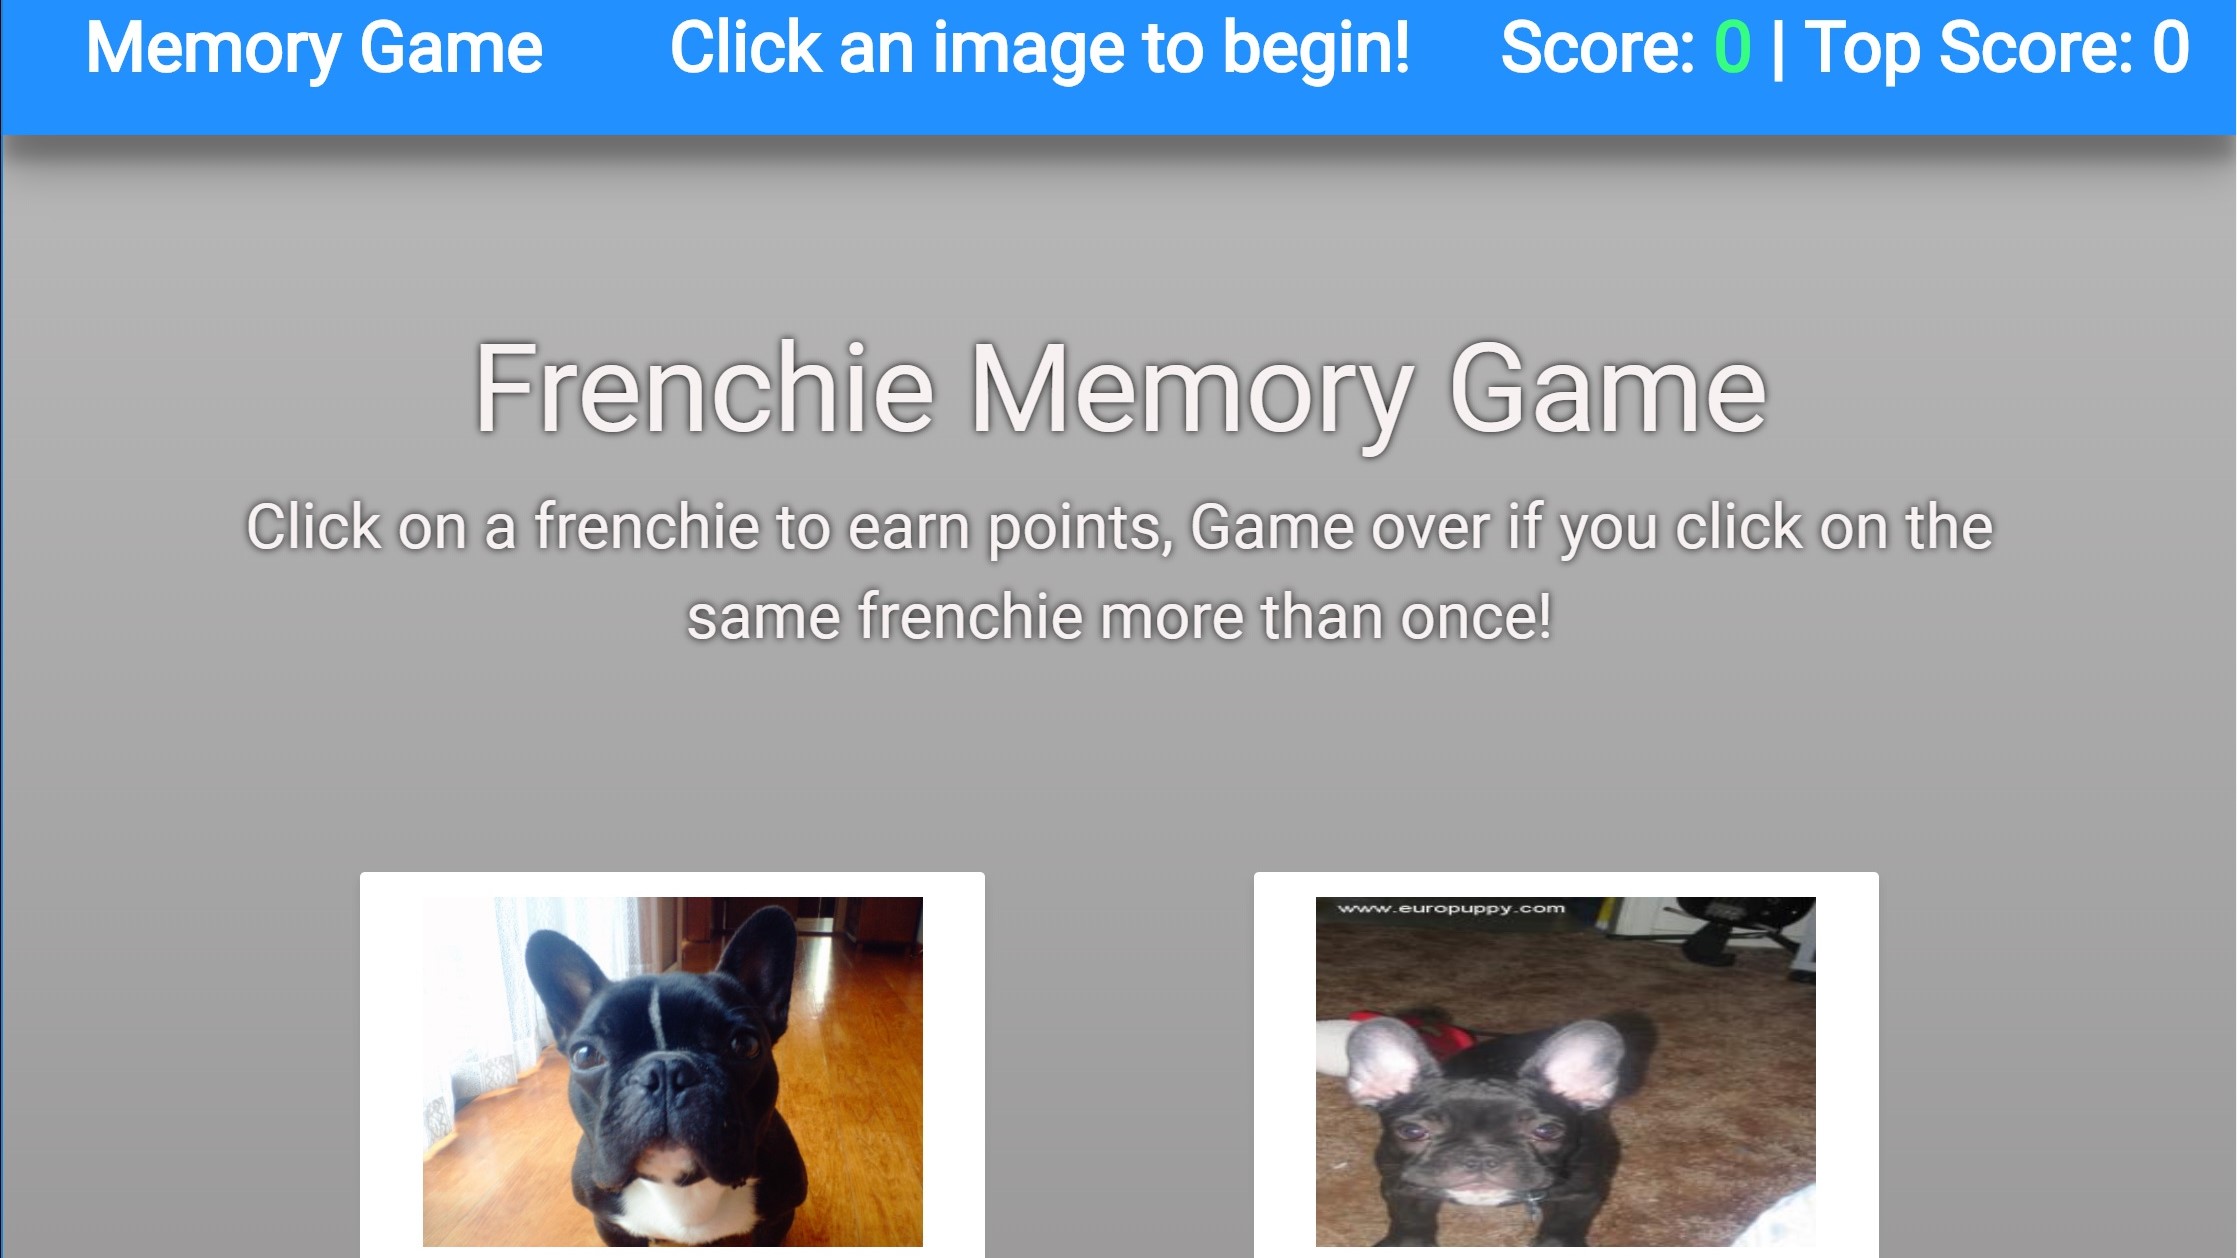 Memory Game Click an image to begin! Score: 0 | Top Score: 0
Frenchie Memory Game
Click on a frenchie to earn points, Game over if you click on the
same frenchie more than once!
www.europuppy.com